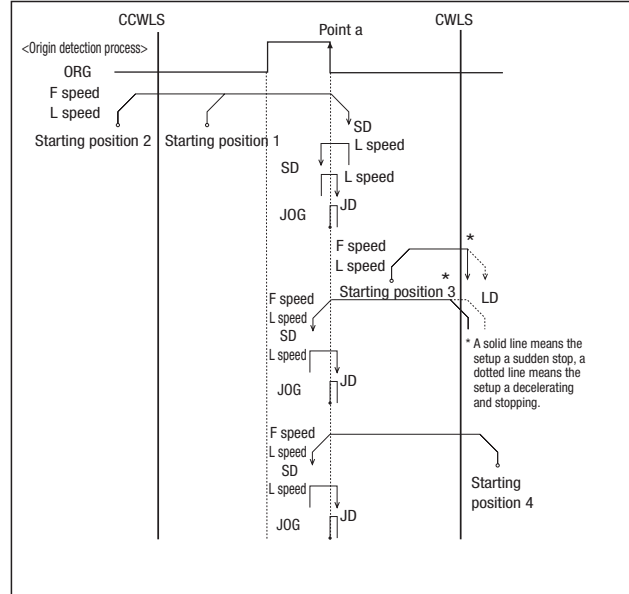 CCWLS
CWLS
Point a
<Origin detection process>
ORG
F speed
L speed
Starting position 2
Starting position 1
SD
L speed
SD
L speed
JOG
JD
*
F speed
L speed
*
Starting position 3
LD
F speed
L speed
SD
L speed
* A solid line means the
setup a sudden stop, a
dotted line means the
setup a decelerating
and stopping.
JOG
JD
F speed
L speed
SD
L speed
Starting
position 4
JOG
JD